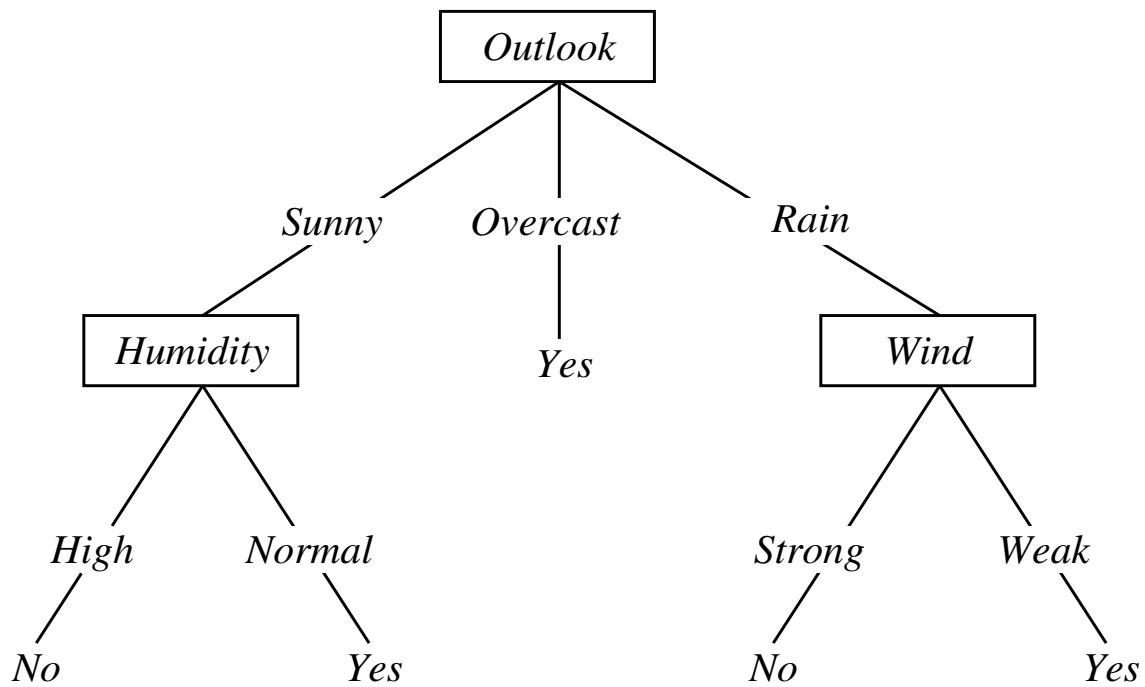 Outlook
Sunny Overcast Rain
Humidity Yes Wind
High Normal Strong Weak
No Yes No Yes